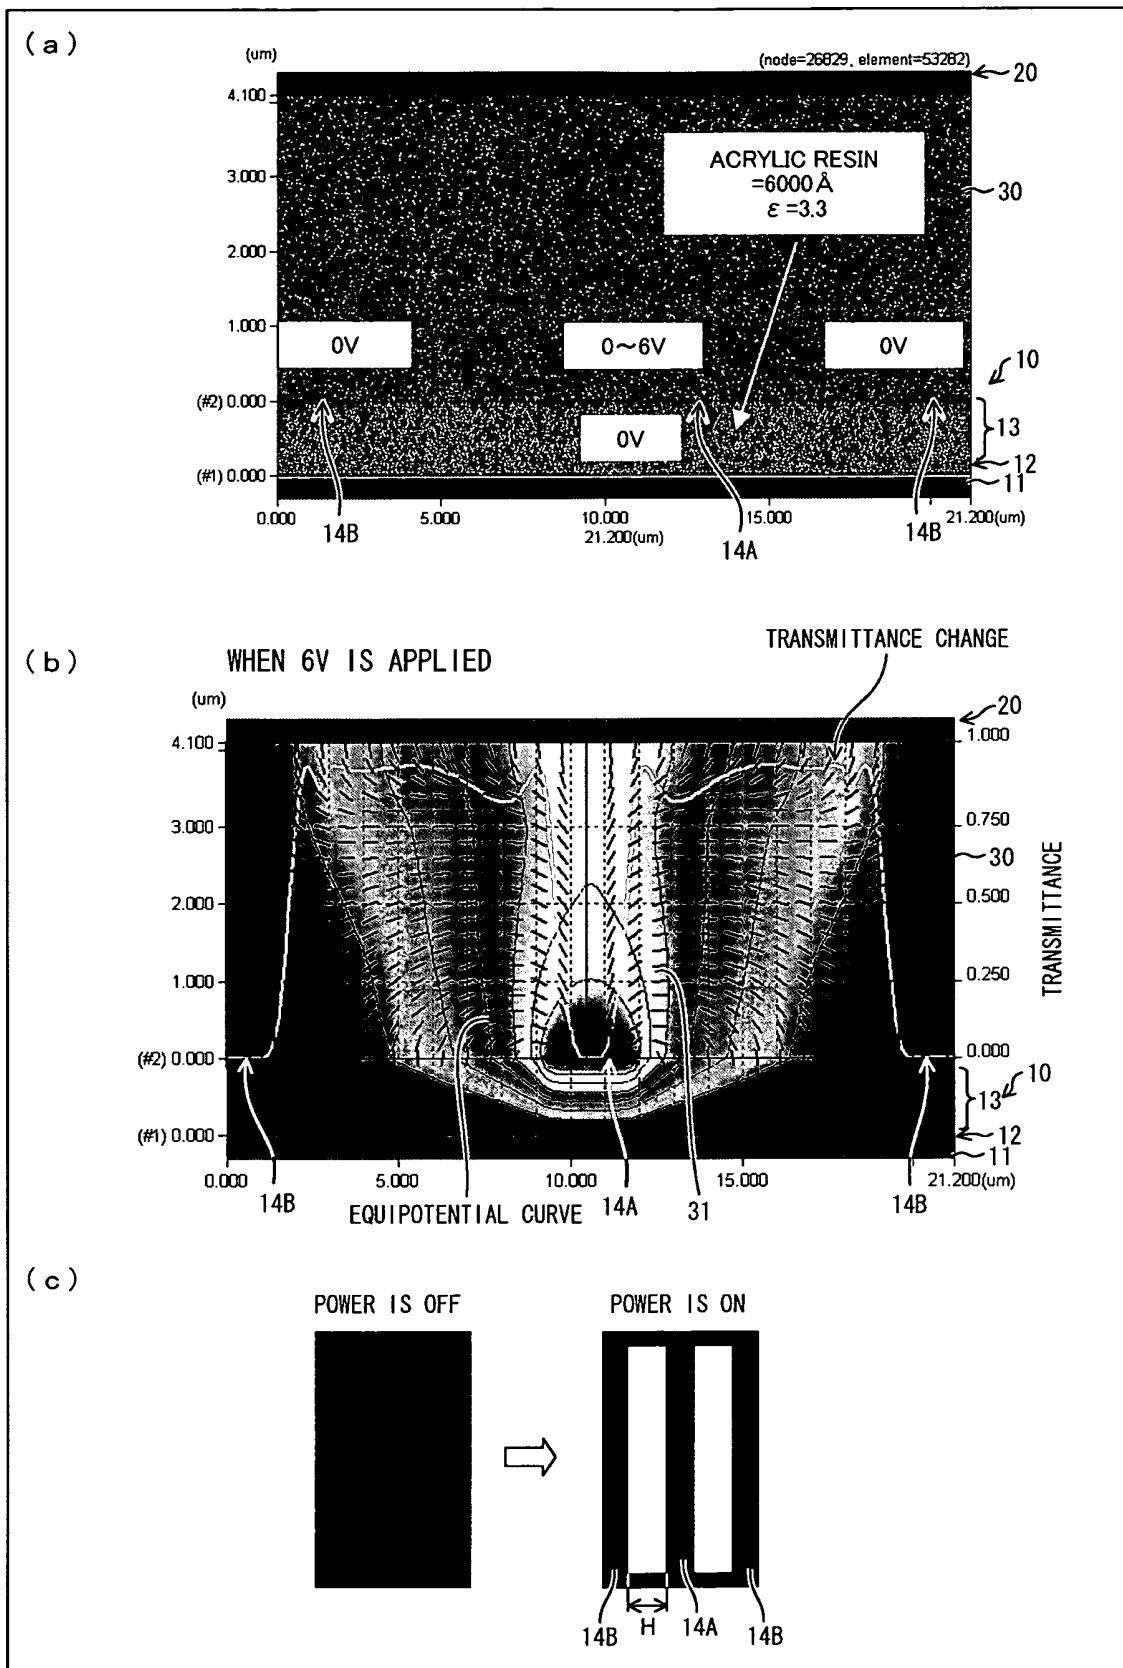 (a)
(um)
(node=26829, element=53282)
20
4.100
ACRYLIC RESIN
=6000Å
ε=3.3
3.000
30
2.000
1.000
0V
0~6V
0V
10
(#2) 0.000
0V
13
12
(#1) 0.000
11
0.000
5.000
10.000
15.000
21.200(um)
14B
21.200(um)
14A
14B
TRANSMITTANCE CHANGE
(b)
WHEN 6V IS APPLIED
(um)
20
4.100
1.000
3.000
0.750
30
2.000
0.500
TRANSMITTANCE
1.000
0.250
(#2) 0.000
0.000
10
13
(#1) 0.000
12
11
0.000
5.000
10.000
15.000
21.200(um)
14B
EQUIPOTENTIAL CURVE
14A
31
14B
(c)
POWER IS OFF
POWER IS ON
14B
H
14A
14B